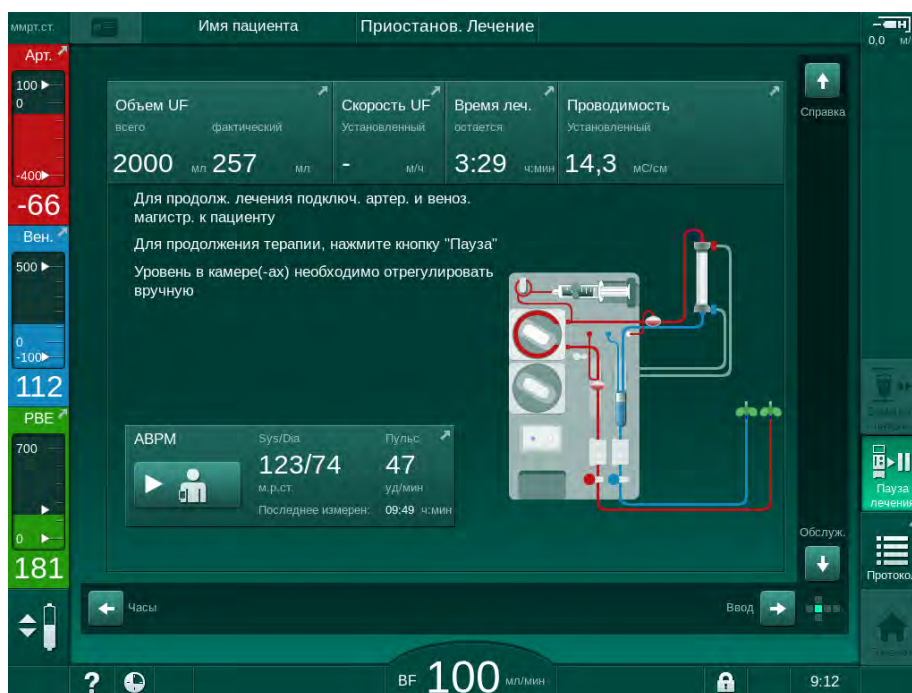 ммрт.ст.
Имя пациента
Приостанов. Лечение
0,0 м/
Арт.
100
0
-400
-66
Вен.
500
0
-100
112
PBE
700
0
181
Объем UF
всего фактический
2000 мл 257 мл
Скорость UF
Установленный
- м/ч
Время леч.
остается
3:29 ч:мин
Проводимость
Установленный
14,3 мС/см
Справка
Для продолж. лечения подключ. артер. и веноз.
магистр. к пациенту
Для продолжения терапии, нажмите кнопку "Пауза"
Уровень в камере(-ах) необходимо отрегулировать
вручную
ABPM
Sys/Dia Пульс
123/74 47
м.р.ст. уд/мин
Последнее измерен: 09:49 ч:мин
Пауза
лечения
Обслуж.
Протоко
Часы
Ввод
? BF 100 мл/мин 9:12